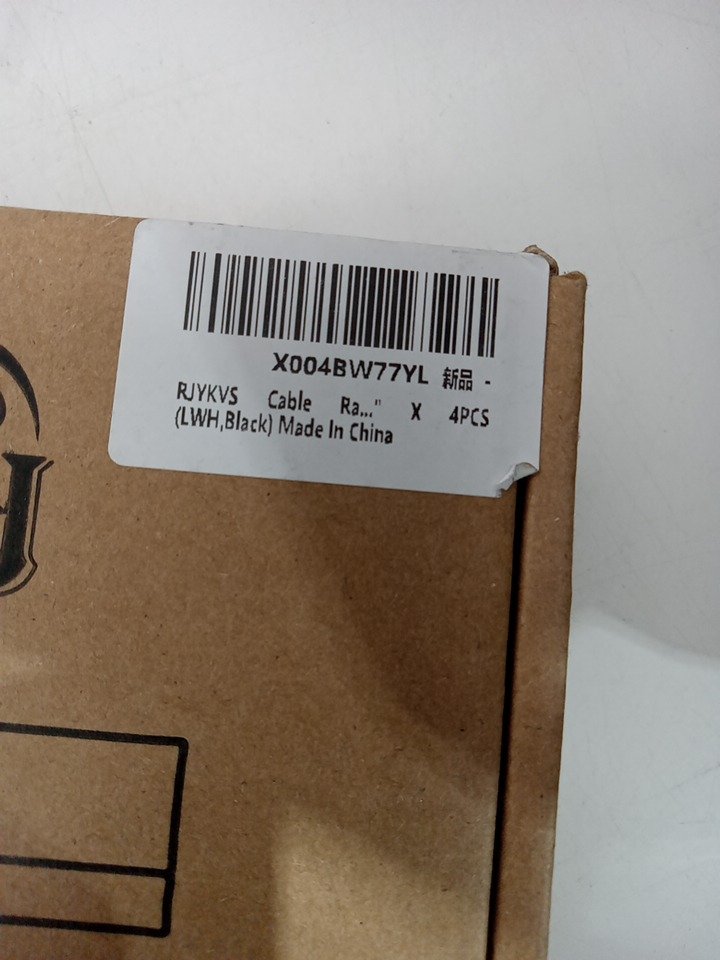 X004BW77YL 新品 -
RJYKVS Cable Ra..." X 4PCS
(LWH,Black) Made In China